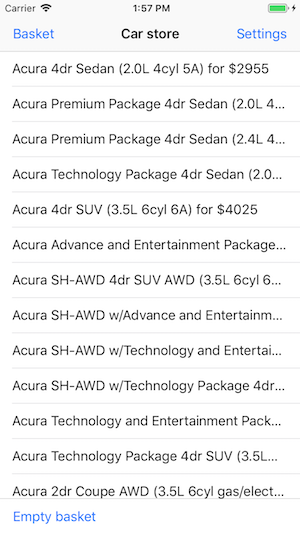 Carrier 1:57 PM
Basket Car store Settings
Acura 4dr Sedan (2.0L 4cyl 5A) for $2955
Acura Premium Package 4dr Sedan (2.0L 4...
Acura Premium Package 4dr Sedan (2.4L 4...
Acura Technology Package 4dr Sedan (2.0...
Acura 4dr SUV (3.5L 6cyl 6A) for $4025
Acura Advance and Entertainment Package...
Acura SH-AWD 4dr SUV AWD (3.5L 6cyl 6...
Acura SH-AWD w/Advance and Entertainm...
Acura SH-AWD w/Technology and Entertai...
Acura SH-AWD w/Technology Package 4dr...
Acura Technology and Entertainment Pack...
Acura Technology Package 4dr SUV (3.5L...
Acura 2dr Coupe AWD (3.5L 6cyl gas/elect...
Empty basket